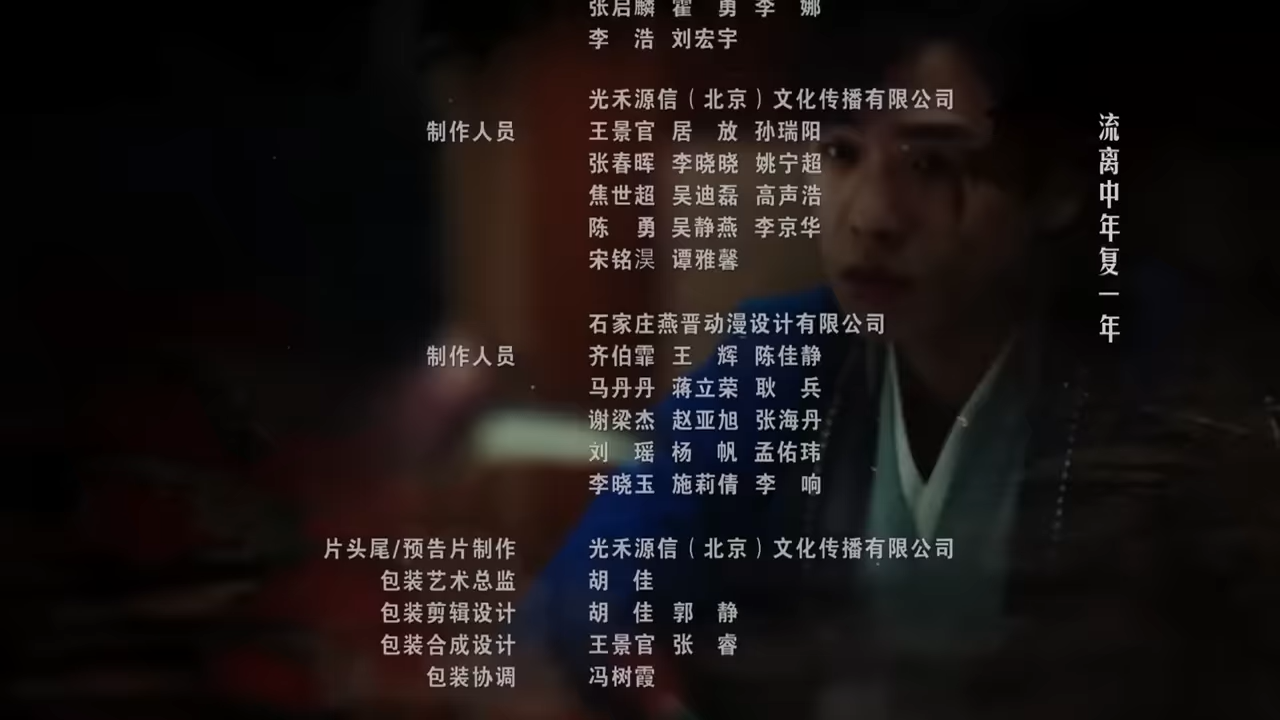 张启麟 霍 勇 李 娜
李 浩 刘宏宇
光禾源信（北京）文化传播有限公司
制作人员 王景官 居 放 孙瑞阳
张春晖 李晓晓 姚宁超
焦世超 吴迪磊 高声浩
陈 勇 吴静燕 李京华
宋铭淏 谭雅馨
石家庄燕晋动漫设计有限公司
制作人员 齐伯霏 王 辉 陈佳静
马丹丹 蒋立荣 耿 兵
谢梁杰 赵亚旭 张海丹
刘 瑶 杨 帆 孟佑玮
李晓玉 施莉倩 李 响
片头尾/预告片制作 光禾源信（北京）文化传播有限公司
包装艺术总监 胡 佳
包装剪辑设计 胡 佳 郭 静
包装合成设计 王景官 张 睿
包装协调 冯树霞
流离中年复一年